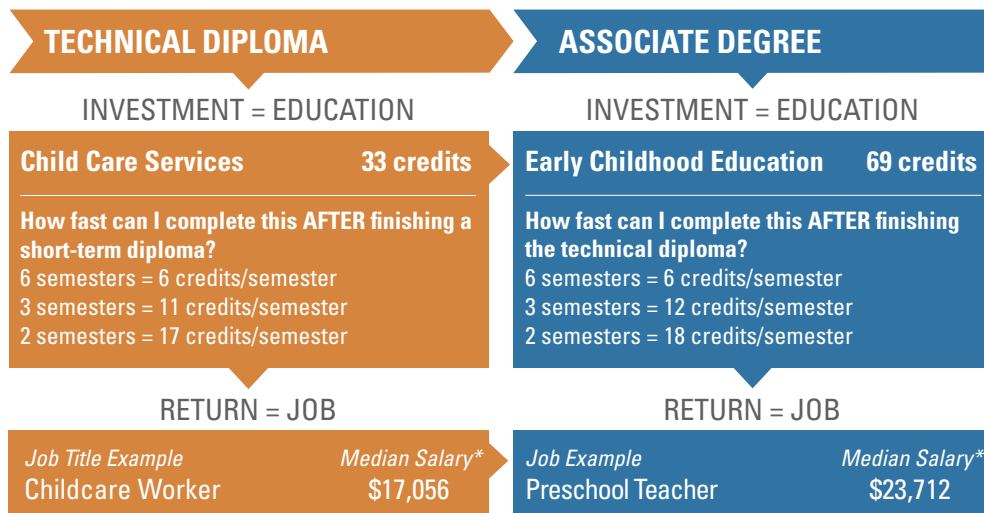 TECHNICAL DIPLOMA
INVESTMENT = EDUCATION
Child Care Services 33 credits
How fast can I complete this AFTER finishing a
short-term diploma?
6 semesters = 6 credits/semester
3 semesters = 11 credits/semester
2 semesters = 17 credits/semester
RETURN = JOB
Job Title Example Median Salary*
Childcare Worker $17,056
ASSOCIATE DEGREE
INVESTMENT = EDUCATION
Early Childhood Education 69 credits
How fast can I complete this AFTER finishing
the technical diploma?
6 semesters = 6 credits/semester
3 semesters = 12 credits/semester
2 semesters = 18 credits/semester
RETURN = JOB
Job Example Median Salary*
Preschool Teacher $23,712